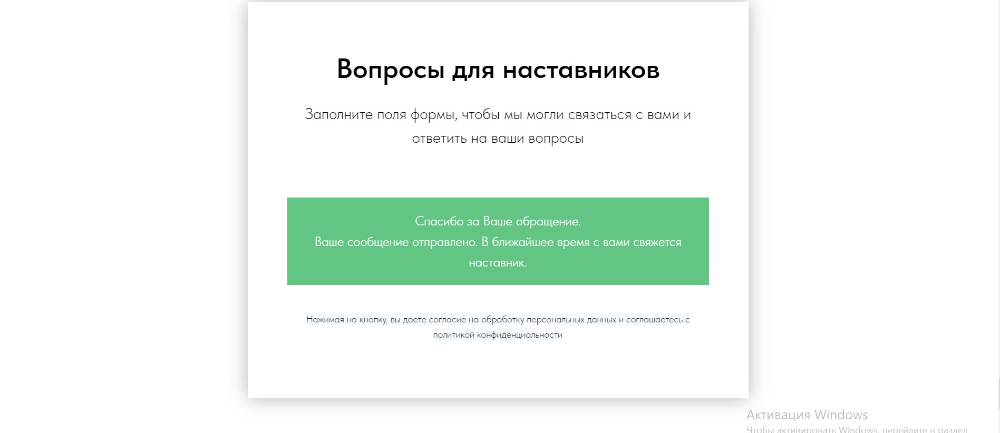 Вопросы для наставников
Заполните поля формы, чтобы мы могли связаться с вами и
ответить на ваши вопросы
Спасибо за Ваше обращение.
Ваше сообщение отправлено. В ближайшее время с вами свяжется
наставник.
Нажимая на кнопку, вы даете согласие на обработку персональных данных и соглашаетесь с
политикой конфиденциальности
Активация Windows
Чтобы активировать Windows, перейдите в раздел